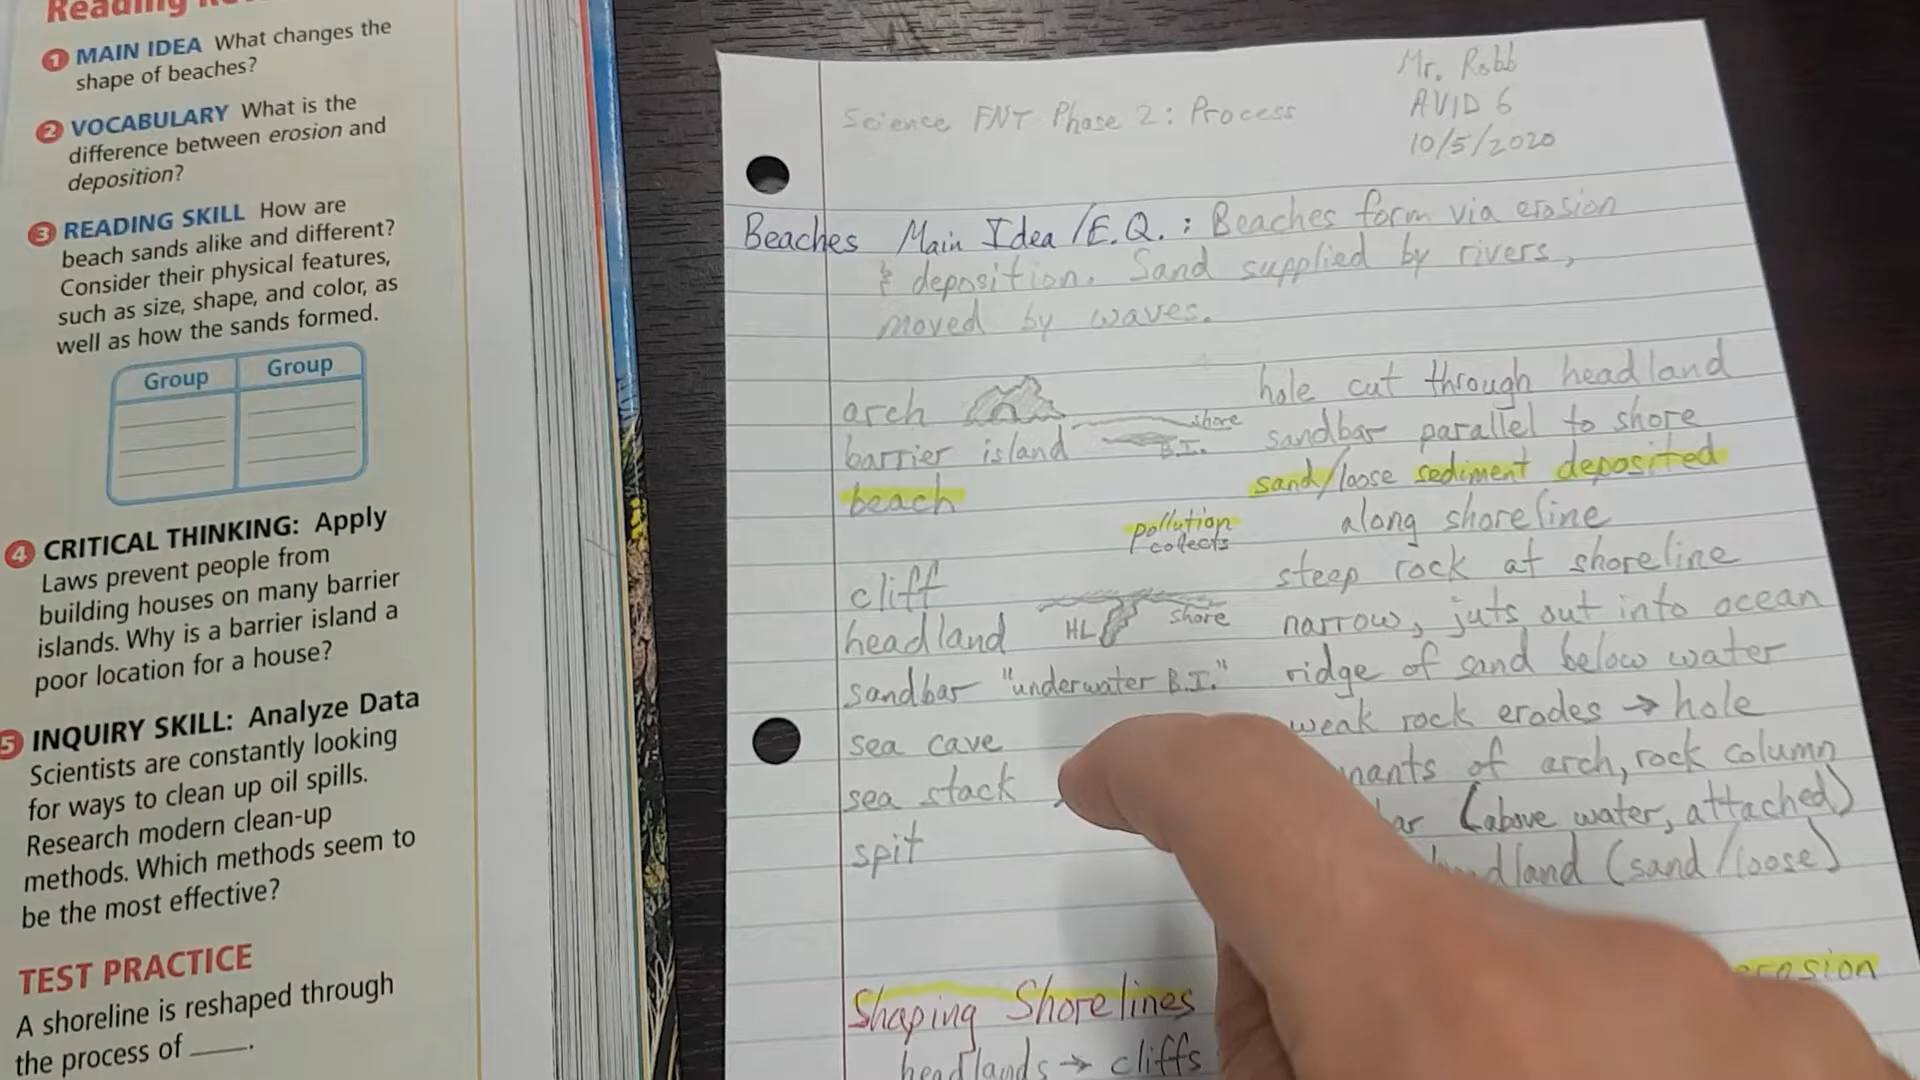 Reading
1 MAIN IDEA What changes the
shape of beaches?
2 VOCABULARY What is the
difference between erosion and
deposition?
3 READING SKILL How are
beach sands alike and different?
Consider their physical features,
such as size, shape, and color, as
well as how the sands formed.
Group Group
4 CRITICAL THINKING: Apply
Laws prevent people from
building houses on many barrier
islands. Why is a barrier island a
poor location for a house?
5 INQUIRY SKILL: Analyze Data
Scientists are constantly looking
for ways to clean up oil spills.
Research modern clean-up
methods. Which methods seem to
be the most effective?
TEST PRACTICE
A shoreline is reshaped through
the process of ____.
Mr. Robb
Science FNT Phase 2: Process AVID 6
10/5/2020
Beaches Main Idea/E.Q.: Beaches form via erosion
& deposition. Sand supplied by rivers,
moved by waves.
arch hole cut through headland
barrier island shore B.I. sandbar parallel to shore
beach sand/loose sediment deposited
pollution along shoreline
colects
cliff steep rock at shoreline
headland HL shore narrow, juts out into ocean
sandbar "underwater B.I." ridge of sand below water
sea cave weak rock erodes → hole
sea stack of arch, rock column
spit (above water, attached)
(sand/loose)
Shaping Shorelines erosion
headlands → cliffs